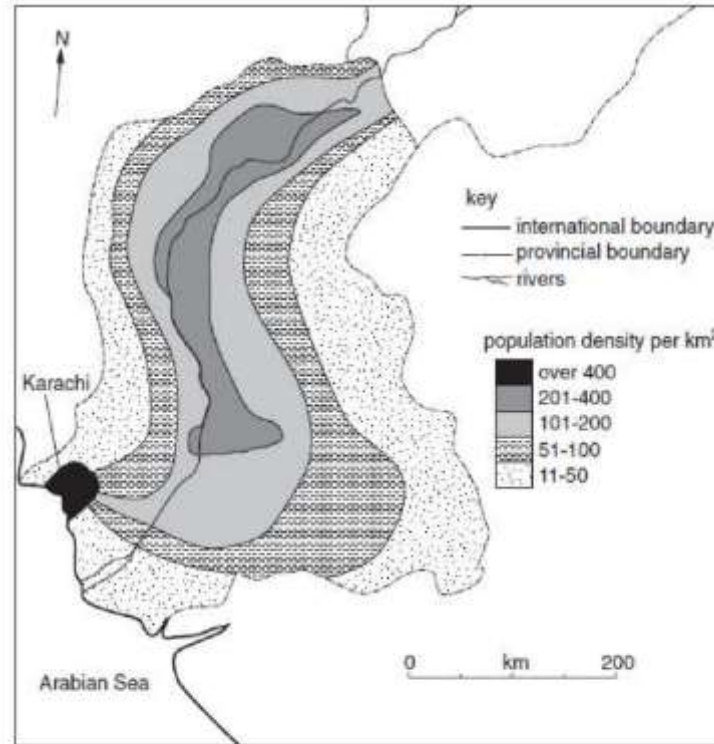 N
key
international boundary
provincial boundary
rivers
population density per km²
Karachi
over 400
201-400
101-200
51-100
11-50
0 km 200
Arabian Sea